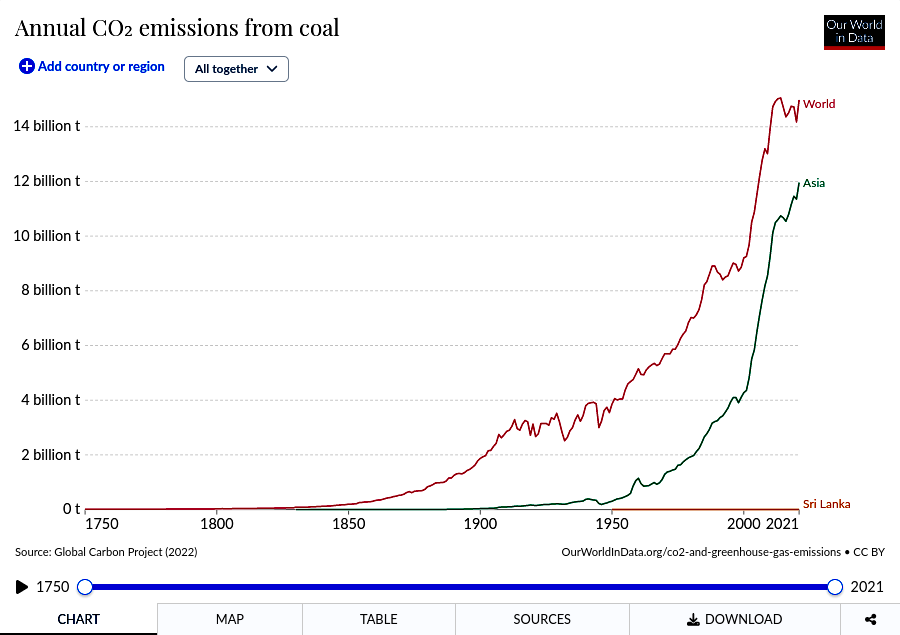 Annual CO₂ emissions from coal
Our World
in Data
Add country or region
All together
World
14 billion t
Asia
12 billion t
10 billion t
8 billion t
6 billion t
4 billion t
2 billion t
Sri Lanka
0 t
1750 1800 1850 1900 1950 2000 2021
Source: Global Carbon Project (2022)
OurWorldInData.org/co2-and-greenhouse-gas-emissions • CC BY
1750 2021
CHART MAP TABLE SOURCES DOWNLOAD